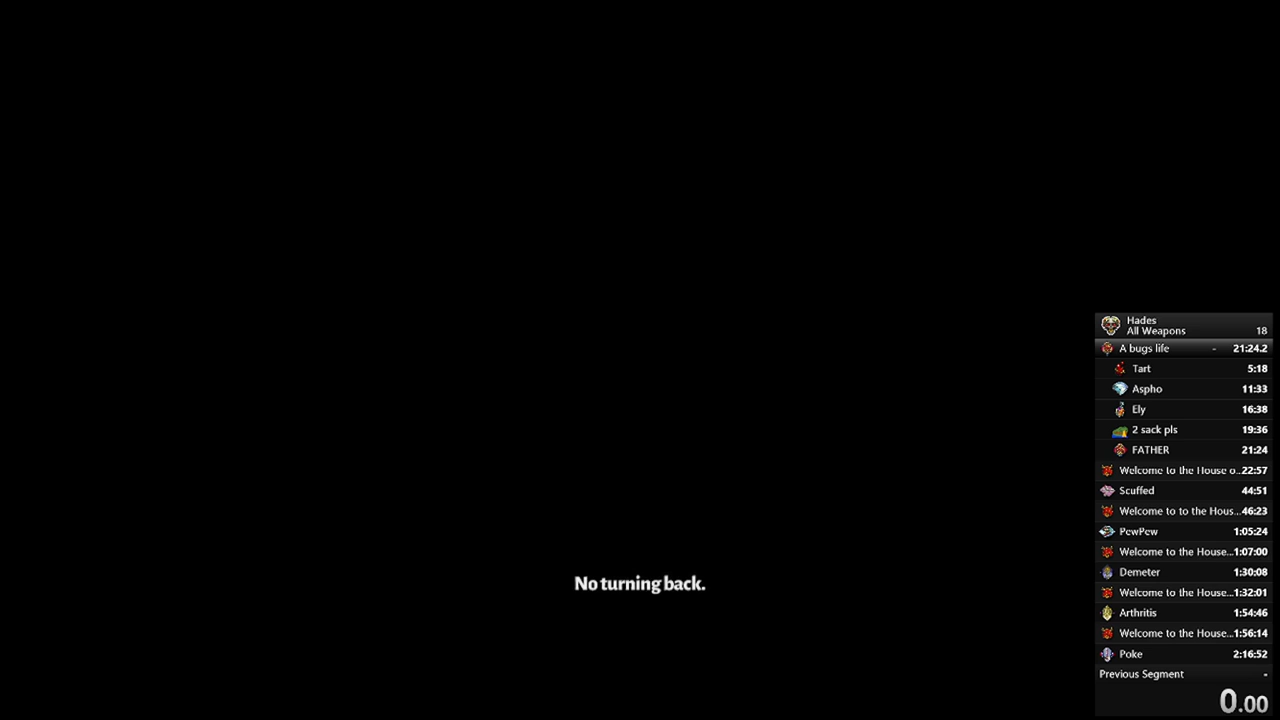 No turning back.
Hades
All Weapons 18
A bugs life - 21:24.2
Tart 5:18
Aspho 11:33
Ely 16:38
2 sack pls 19:36
FATHER 21:24
Welcome to the House o...22:57
Scuffed 44:51
Welcome to to the Hous...46:23
PewPew 1:05:24
Welcome to the House...1:07:00
Demeter 1:30:08
Welcome to the House...1:32:01
Arthritis 1:54:46
Welcome to the House...1:56:14
Poke 2:16:52
Previous Segment -
0.00